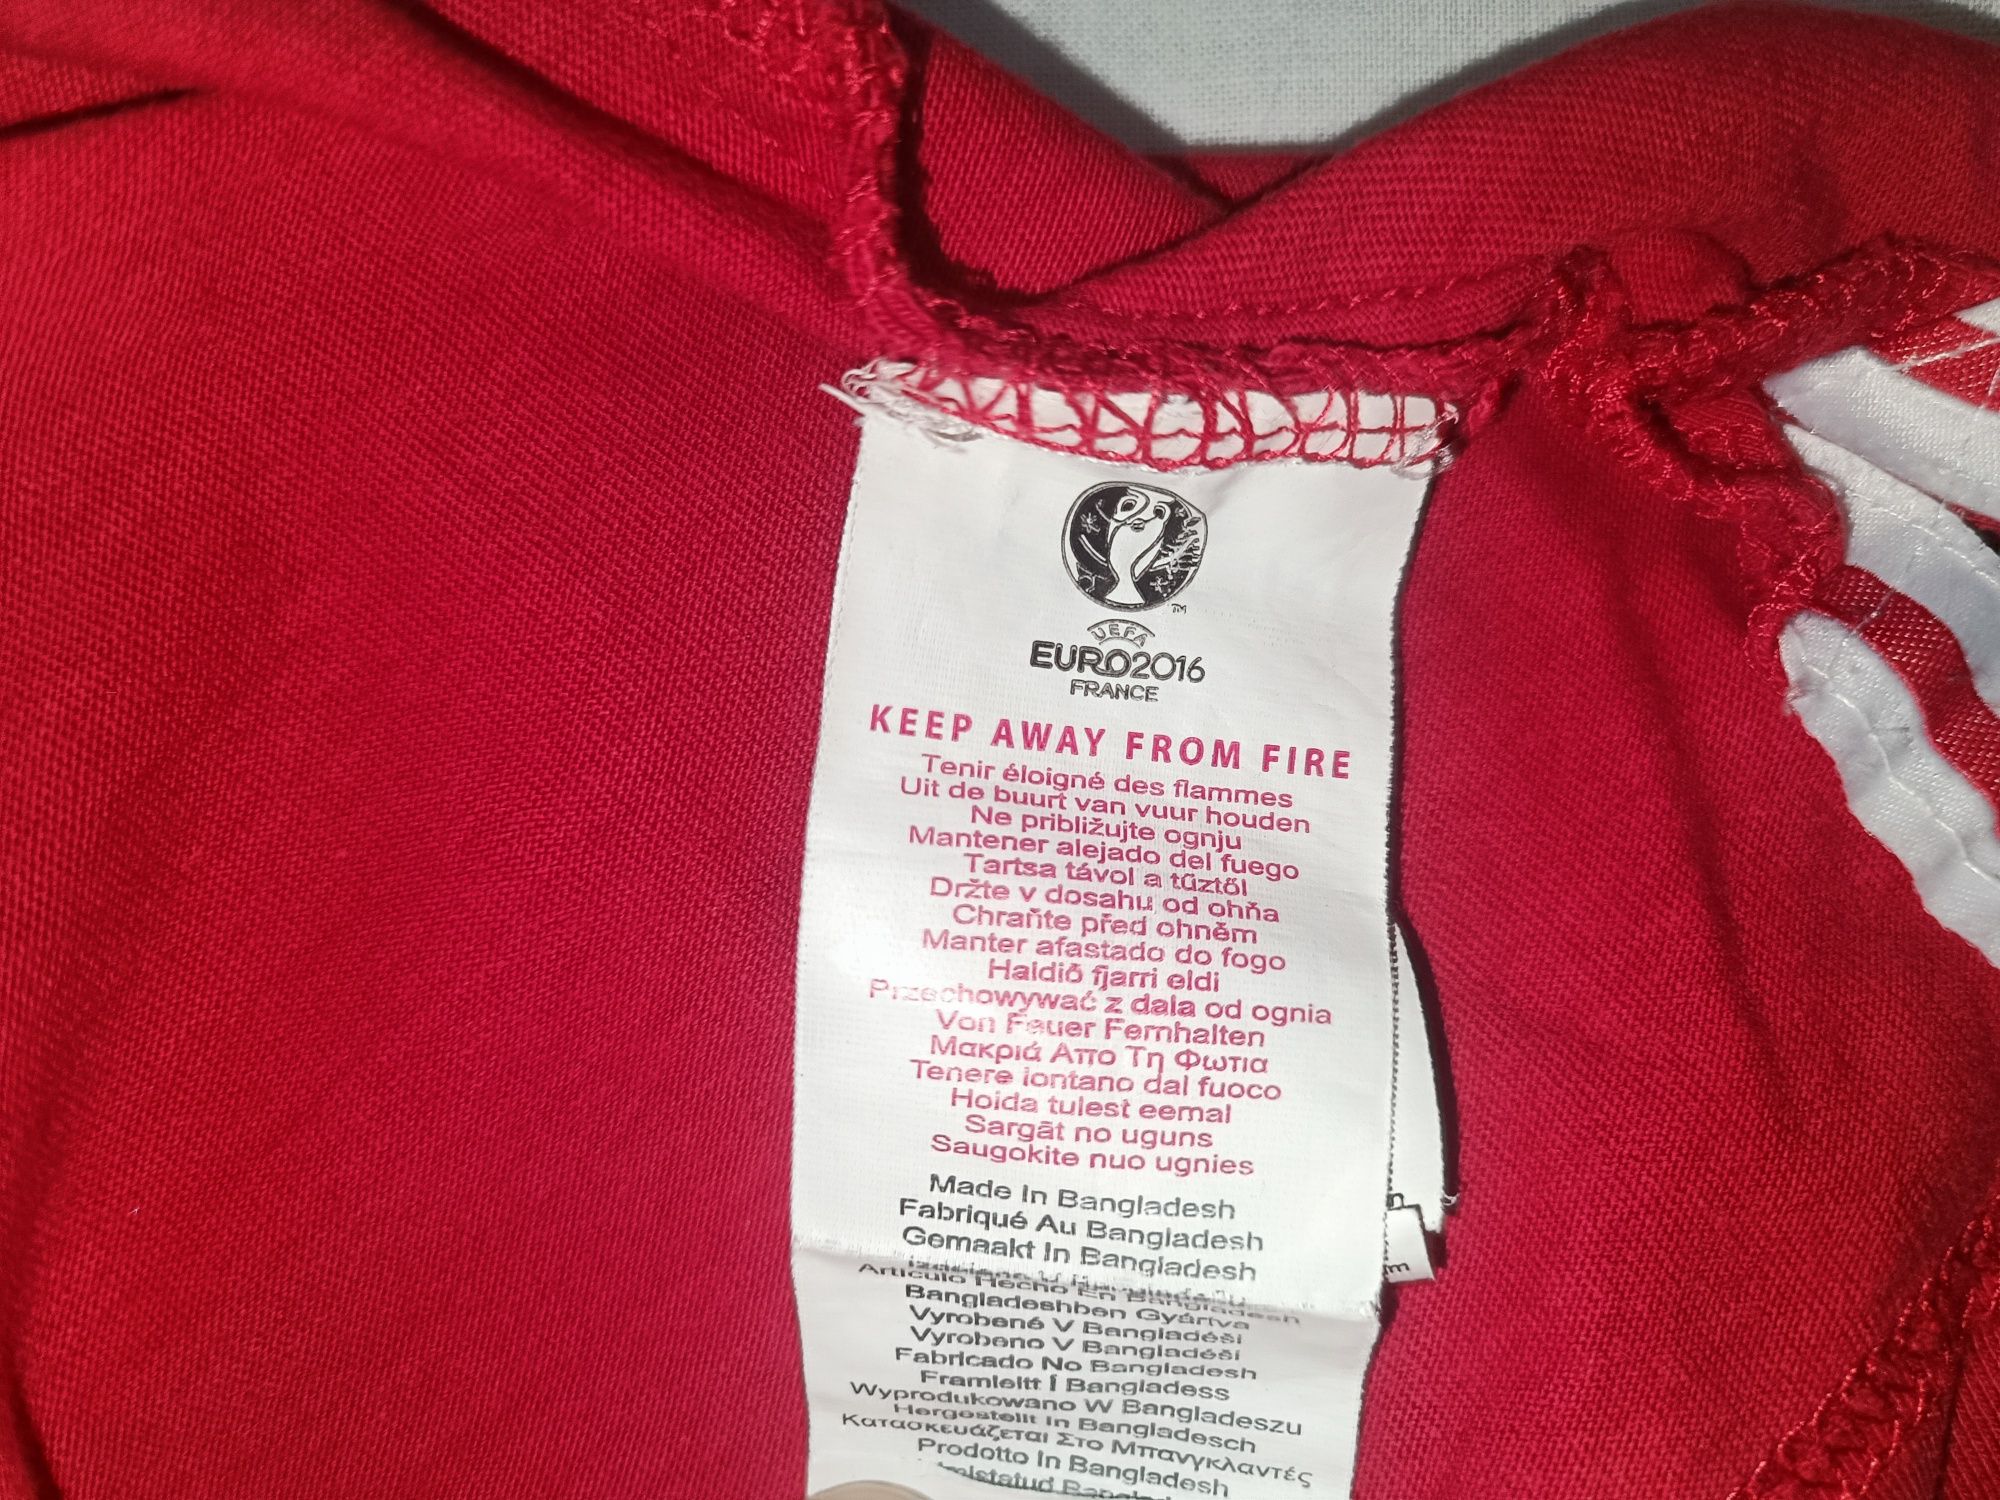 TM
UEFA
EURO2016
FRANCE
KEEP AWAY FROM FIRE
Tenir éloigné des flammes
Uit de buurt van vuur houden
Ne približujte ognju
Mantener alejado del fuego
Tartsa távol a tűztől
Držte v dosahu od ohňa
Chraňte před ohněm
Manter afastado do fogo
Haldið fjarri eldi
Przechowywać z dala od ognia
Von Feuer Fernhalten
Μακριά Απο Τη Φωτια
Tenere lontano dal fuoco
Hoida tulest eemal
Sargāt no uguns
Saugokite nuo ugnies
Made In Bangladesh
Fabriqué Au Bangladesh
Gemaakt In Bangladesh
Artículo Hecho En Bangladesh
Bangladeshben Gyártva
Vyrobené V Bangladéši
Vyrobeno V Bangladéši
Fabricado No Bangladesh
Framleitt Í Bangladess
Wyprodukowano W Bangladeszu
Hergestellt In Bangladesch
Κατασκευάζεται Στο Μπανγκλαντές
Prodotto In Bangladesh